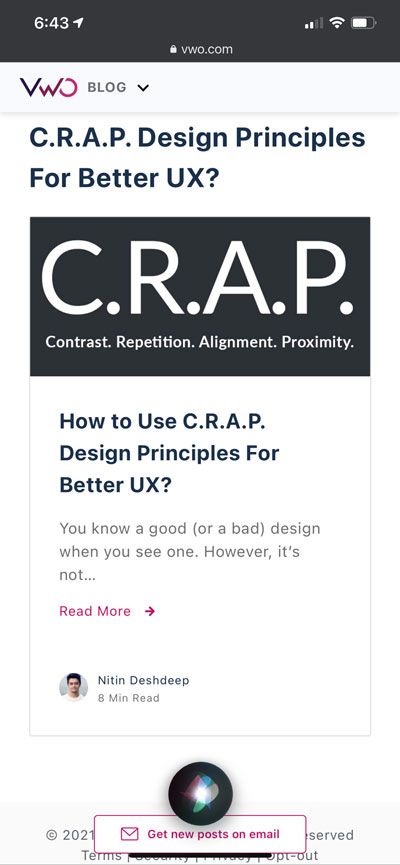 6:43
vwo.com
VWO BLOG
C.R.A.P. Design Principles
For Better UX?
C.R.A.P.
Contrast. Repetition. Alignment. Proximity.
How to Use C.R.A.P.
Design Principles For
Better UX?
You know a good (or a bad) design
when you see one. However, it's
not...
Read More
Nitin Deshdeep
8 Min Read
© 2021
Get new posts on email
Terms | Security | Privacy | Opt-out